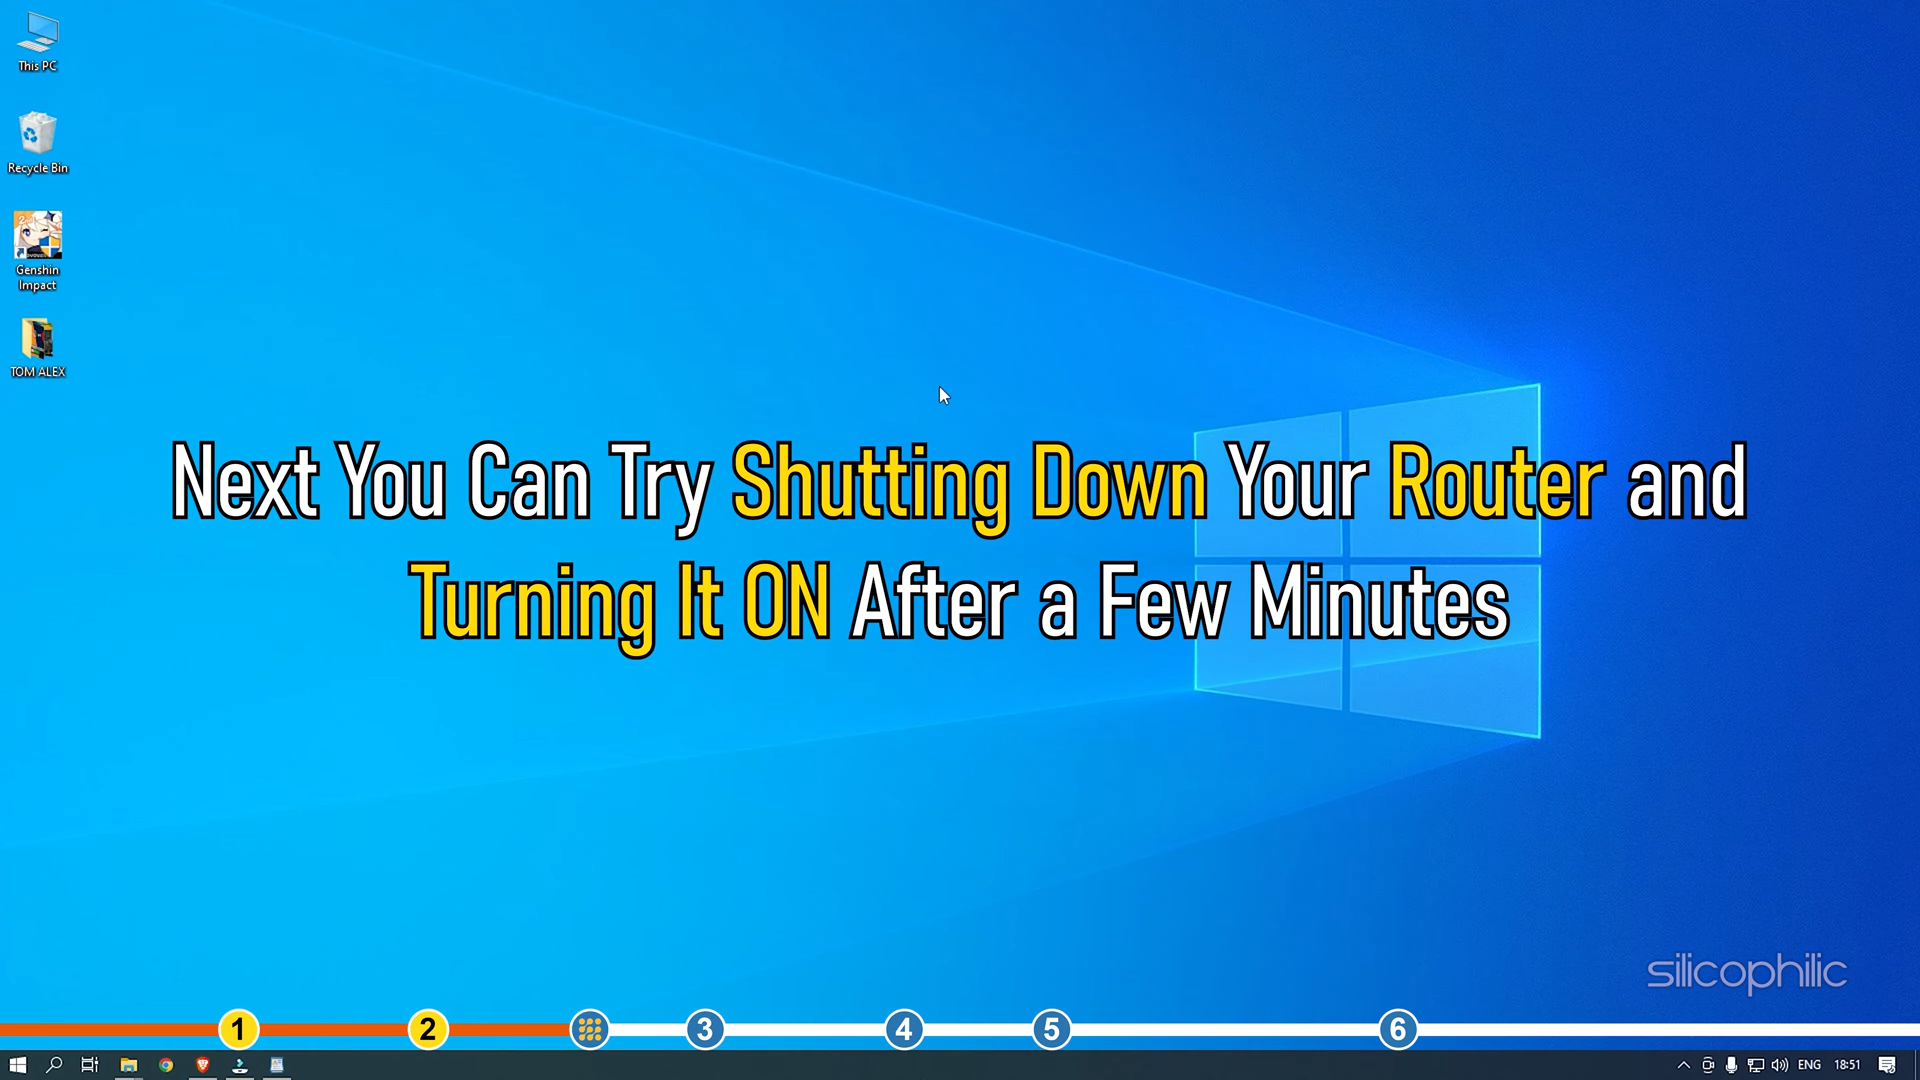 This PC
Recycle Bin
Genshin
Impact
TOM ALEX
Next You Can Try Shutting Down Your Router and
Turning It ON After a Few Minutes
silicophilic
1 2 3 4 5 6
ENG 18:51